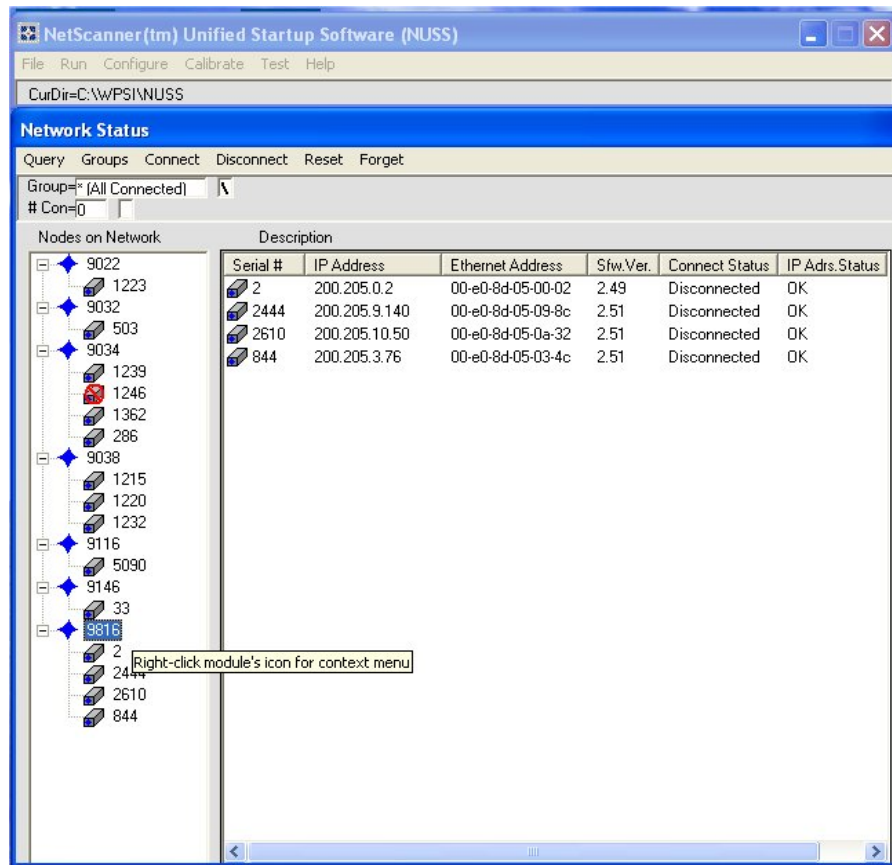 NetScanner(tm) Unified Startup Software (NUSS)
File Run Configure Calibrate Test Help
CurDir=C:\WPSI\NUSS
Network Status
Query Groups Connect Disconnect Reset Forget
Group=* (All Connected) \
# Con=0
Nodes on Network Description
Serial # IP Address Ethernet Address Sfw.Ver. Connect Status IP Adrs.Status
2 200.205.0.2 00-e0-8d-05-00-02 2.49 Disconnected OK
2444 200.205.9.140 00-e0-8d-05-09-8c 2.51 Disconnected OK
2610 200.205.10.50 00-e0-8d-05-0a-32 2.51 Disconnected OK
844 200.205.3.76 00-e0-8d-05-03-4c 2.51 Disconnected OK
9022
1223
9032
503
9034
1239
1246
1362
286
9038
1215
1220
1232
9116
5090
9146
33
9816
2
Right-click module's icon for context menu
2444
2610
844